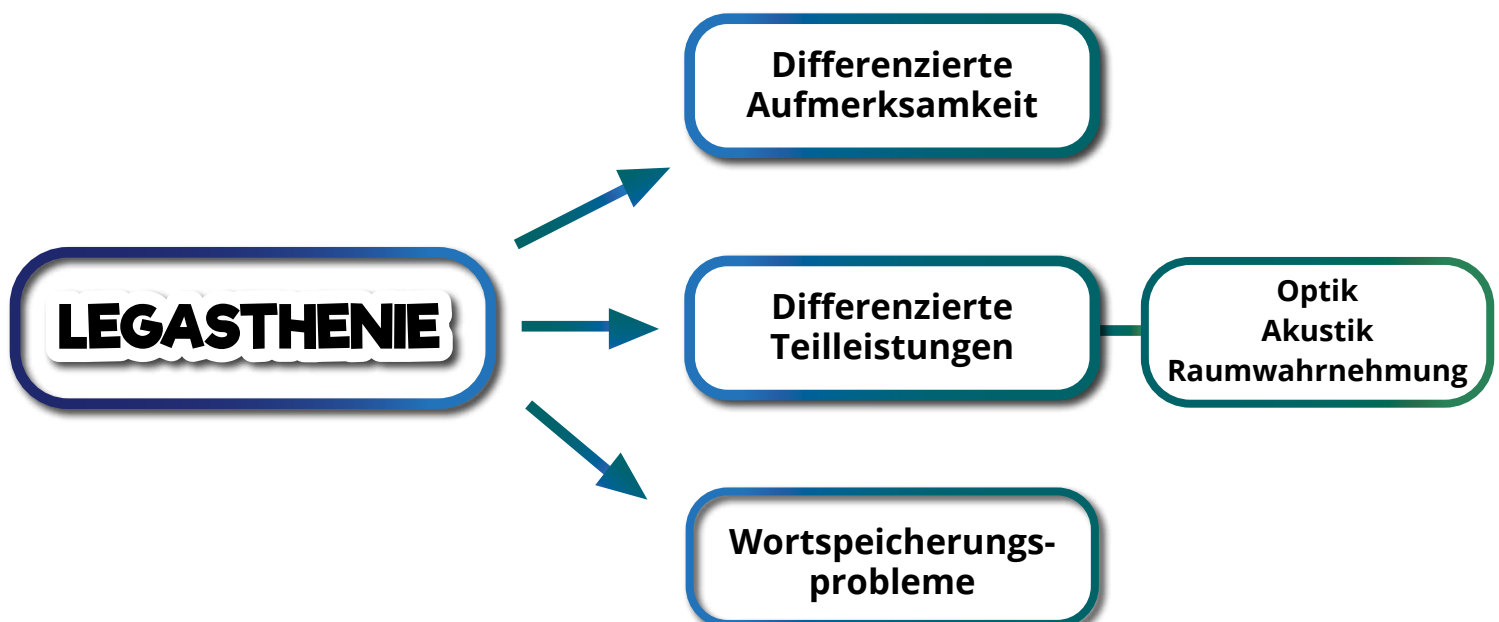 Differenzierte
Aufmerksamkeit
LEGASTHENIE
Differenzierte
Teilleistungen
Optik
Akustik
Raumwahrnehmung
Wortspeicherungs-
probleme